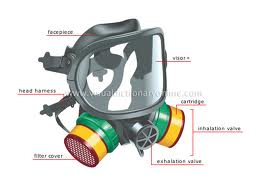 facepiece
visor
head harness
cartridge
inhalation valve
filter cover
exhalation valve